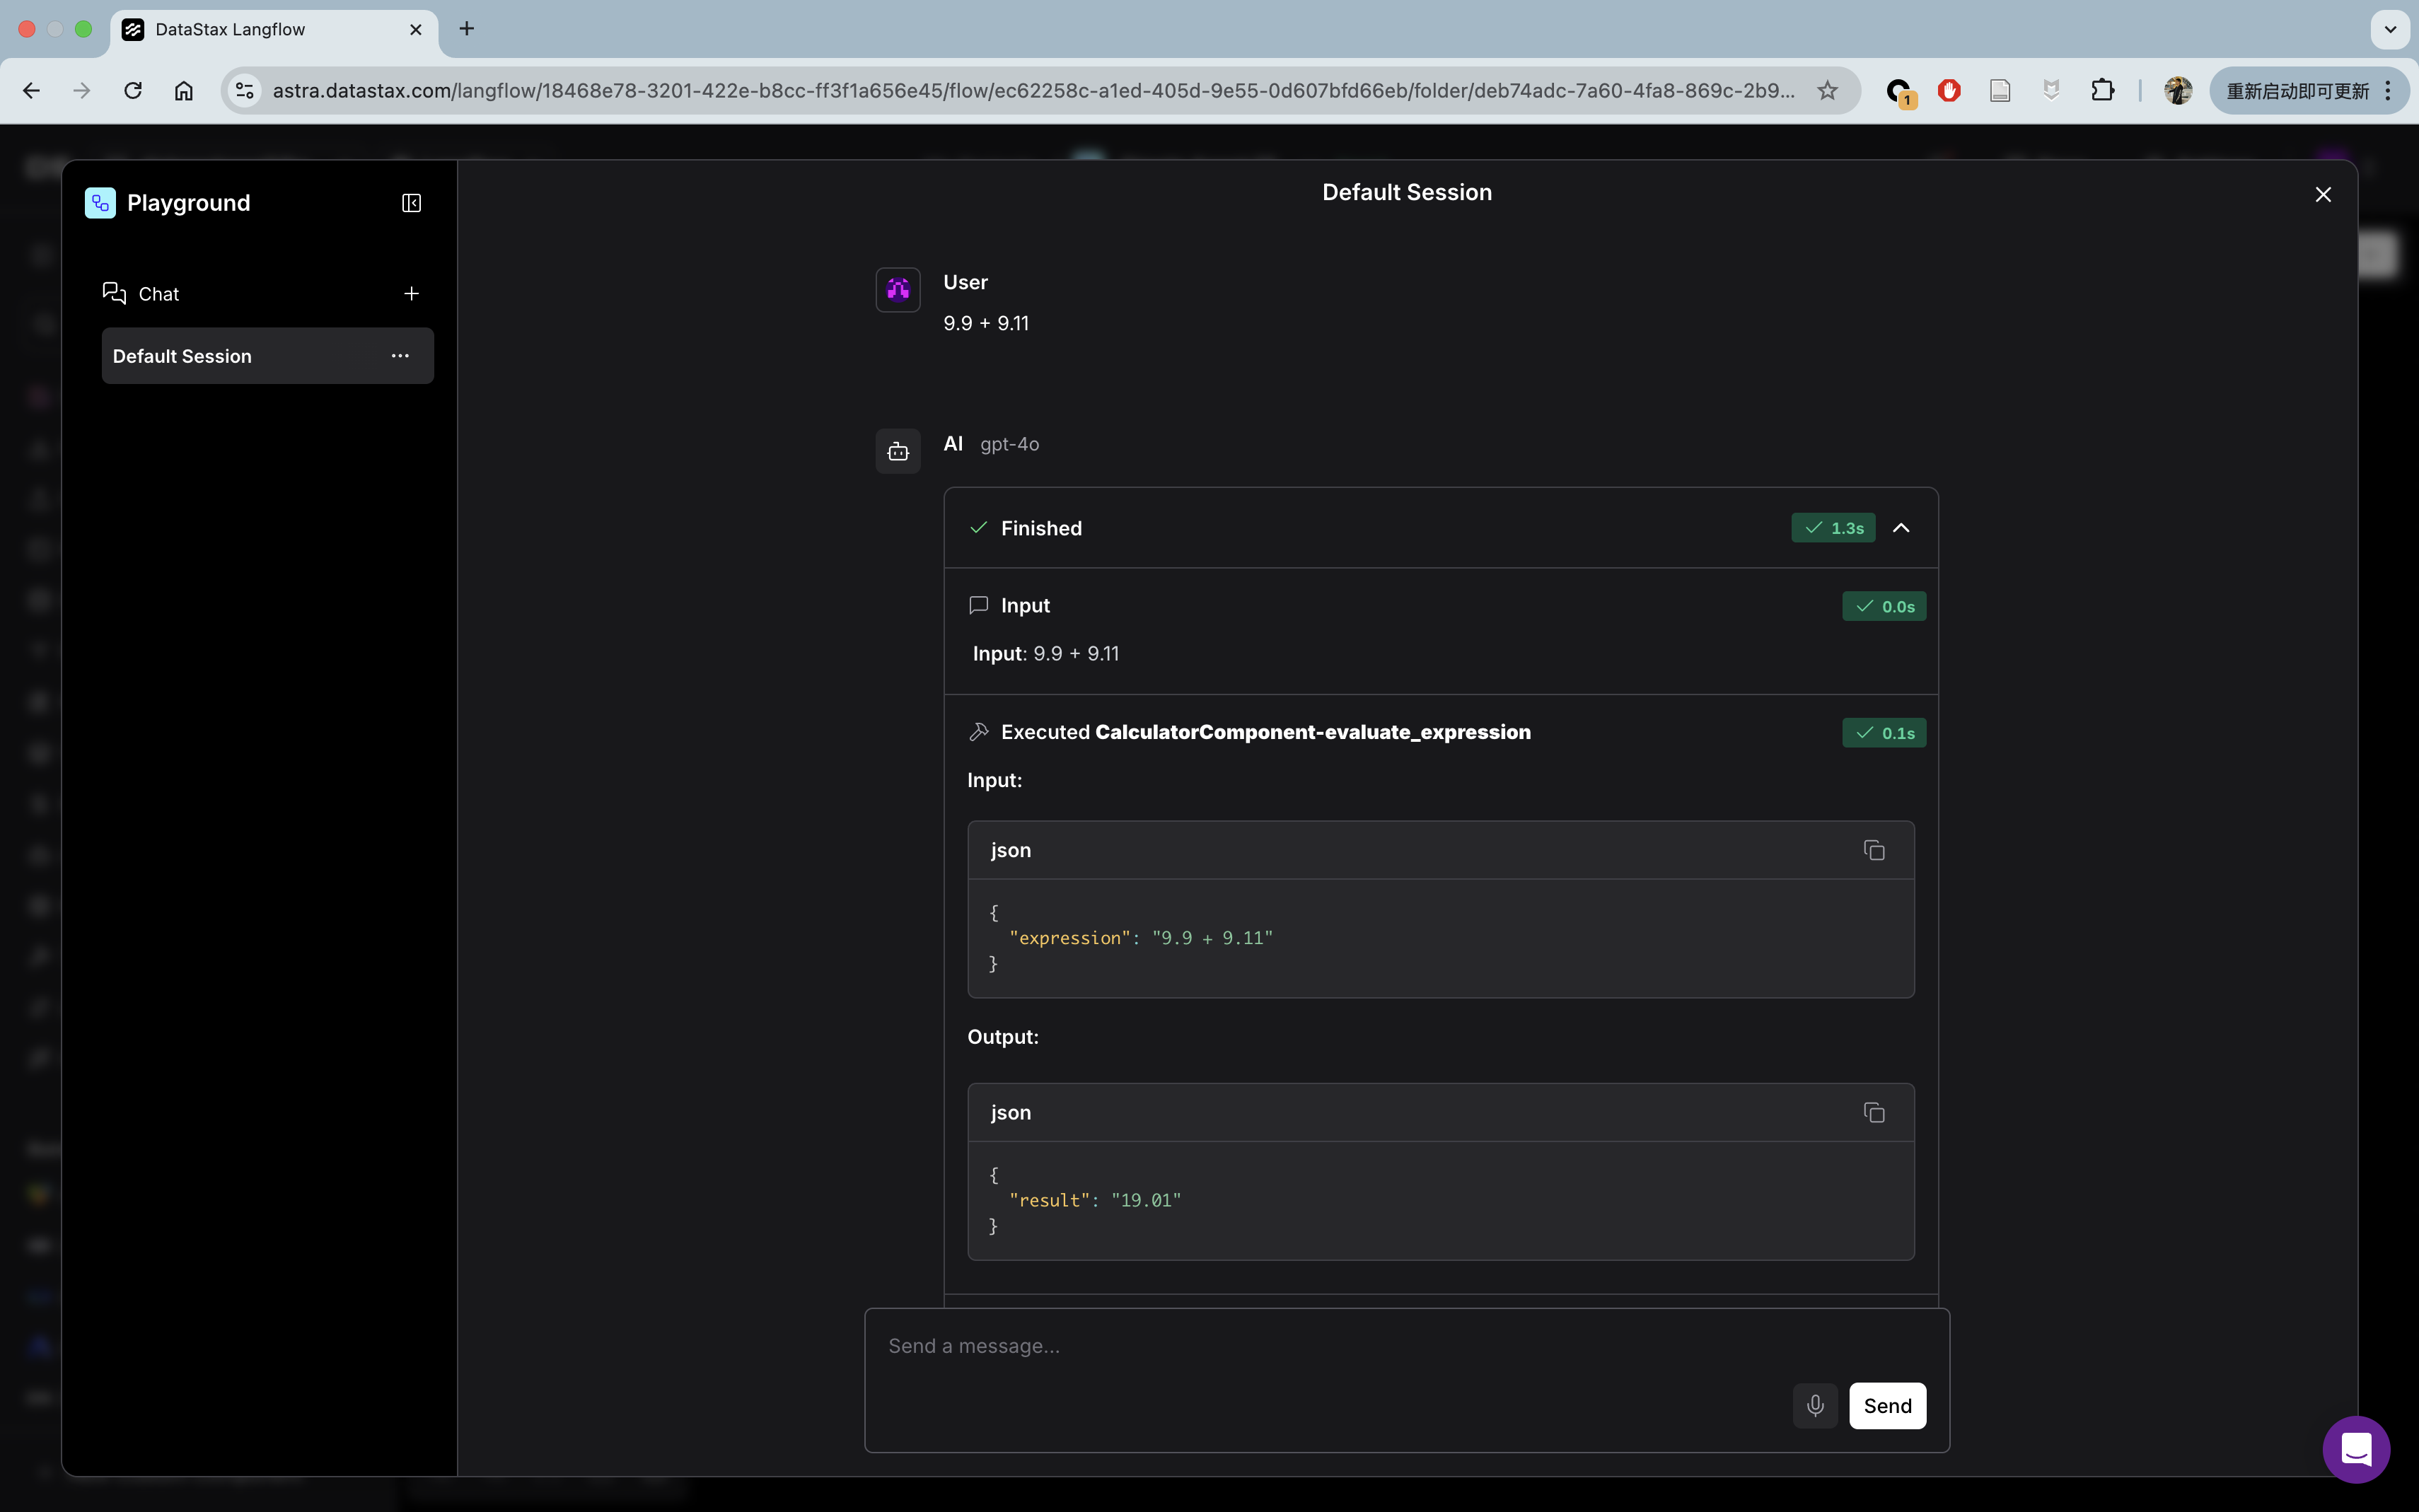 DataStax Langflow
astra.datastax.com/langflow/18468e78-3201-422e-b8cc-ff3f1a656e45/flow/ec62258c-a1ed-405d-9e55-0d607bfd66eb/folder/deb74adc-7a60-4fa8-869c-2b9...
1
重新启动即可更新
Playground
Default Session
Chat
Default Session
User
9.9 + 9.11
AI gpt-4o
Finished
1.3s
Input
0.0s
Input: 9.9 + 9.11
Executed CalculatorComponent-evaluate_expression
0.1s
Input:
json
{
"expression": "9.9 + 9.11"
}
Output:
json
{
"result": "19.01"
}
Send a message...
Send